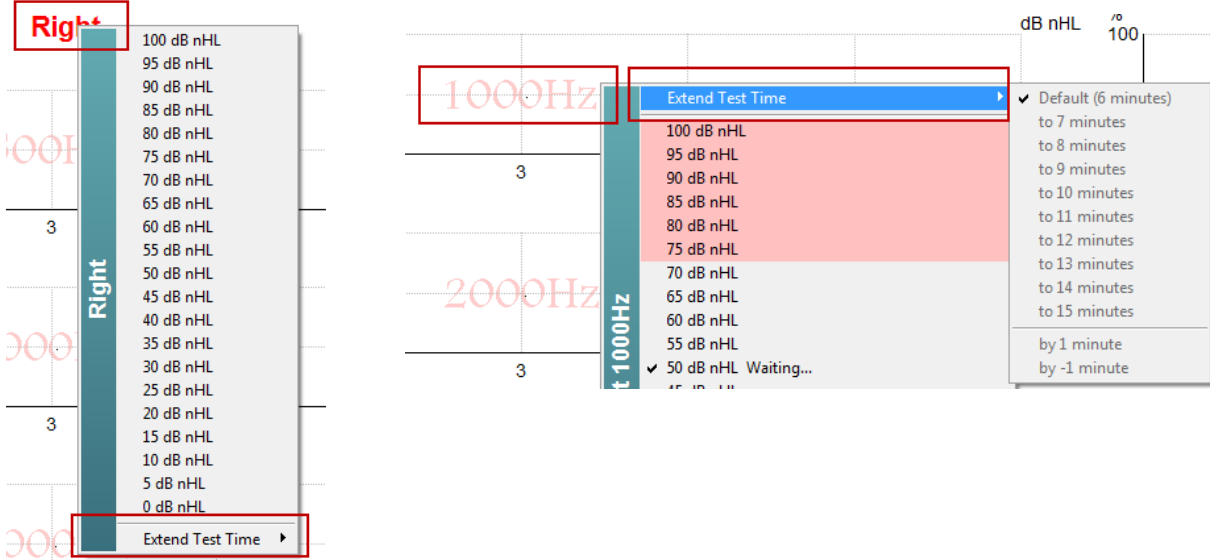 Right
100 dB nHL
95 dB nHL
90 dB nHL
85 dB nHL
80 dB nHL
75 dB nHL
70 dB nHL
65 dB nHL
60 dB nHL
55 dB nHL
50 dB nHL
45 dB nHL
40 dB nHL
35 dB nHL
30 dB nHL
25 dB nHL
20 dB nHL
15 dB nHL
10 dB nHL
5 dB nHL
0 dB nHL
Extend Test Time
Right
3
3
dB nHL %
100
1000Hz
3
2000Hz
3
1000Hz
Extend Test Time
100 dB nHL
95 dB nHL
90 dB nHL
85 dB nHL
80 dB nHL
75 dB nHL
70 dB nHL
65 dB nHL
60 dB nHL
55 dB nHL
50 dB nHL Waiting...
Default (6 minutes)
to 7 minutes
to 8 minutes
to 9 minutes
to 10 minutes
to 11 minutes
to 12 minutes
to 13 minutes
to 14 minutes
to 15 minutes
by 1 minute
by -1 minute